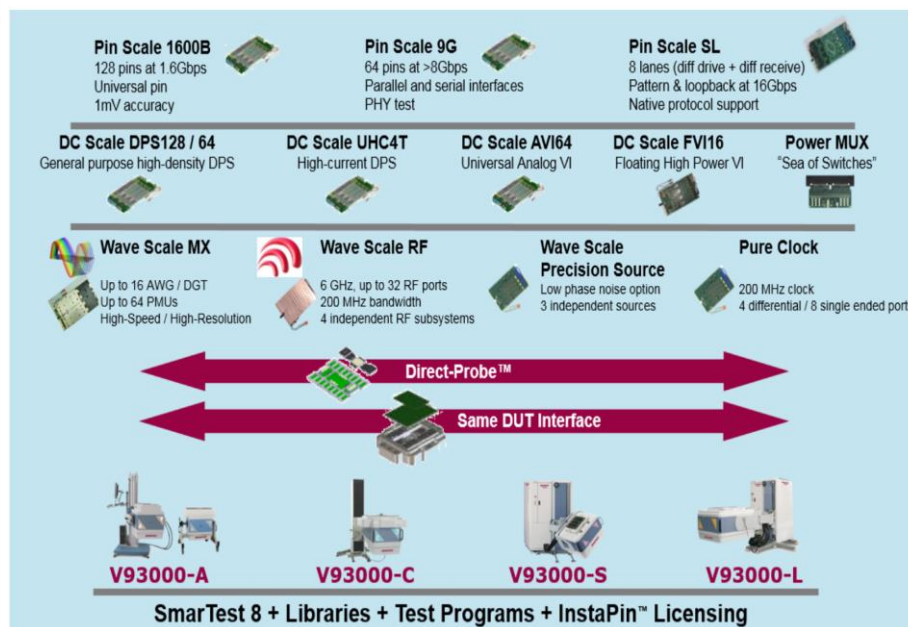 Pin Scale 1600B
128 pins at 1.6Gbps
Universal pin
1mV accuracy
Pin Scale 9G
64 pins at >8Gbps
Parallel and serial interfaces
PHY test
Pin Scale SL
8 lanes (diff drive + diff receive)
Pattern & loopback at 16Gbps
Native protocol support
DC Scale DPS128 / 64
General purpose high-density DPS
DC Scale UHC4T
High-current DPS
DC Scale AVI64
Universal Analog VI
DC Scale FVI16
Floating High Power VI
Power MUX
“Sea of Switches”
Wave Scale MX
Up to 16 AWG / DGT
Up to 64 PMUs
High-Speed / High-Resolution
Wave Scale RF
6 GHz, up to 32 RF ports
200 MHz bandwidth
4 independent RF subsystems
Wave Scale
Precision Source
Low phase noise option
3 independent sources
Pure Clock
200 MHz clock
4 differential / 8 single ended port
Direct-Probe™
Same DUT Interface
V93000-A
V93000-C
V93000-S
V93000-L
SmarTest 8 + Libraries + Test Programs + InstaPin™ Licensing